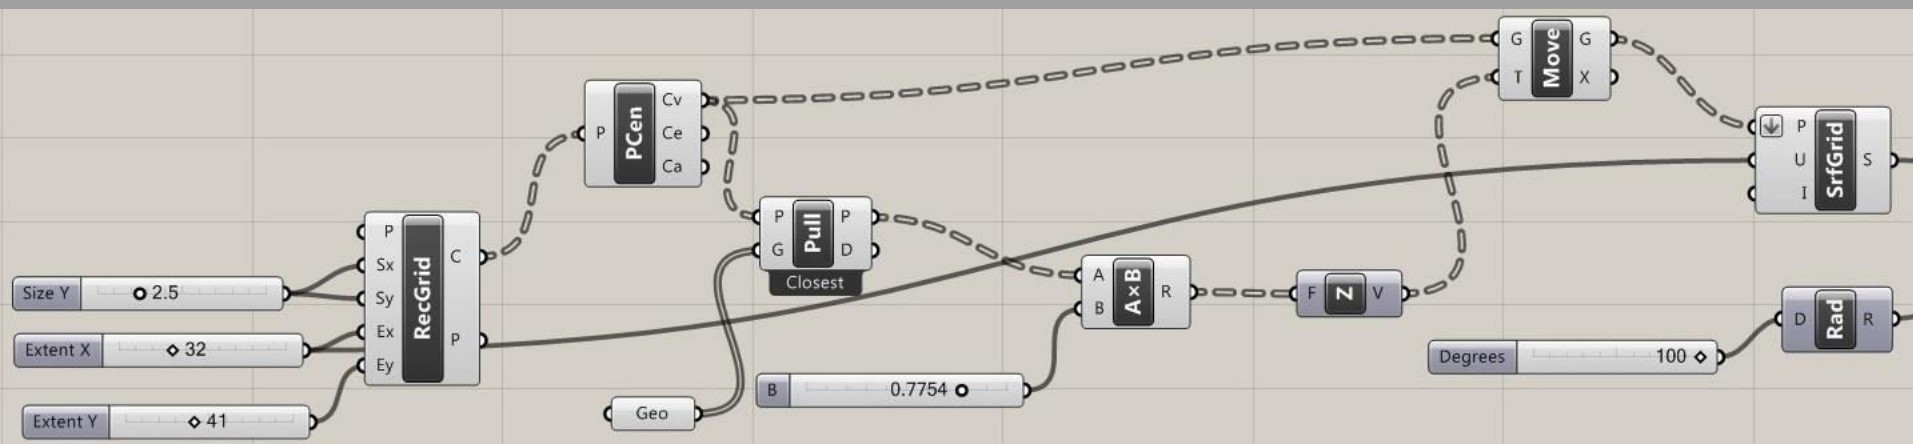 Size Y 2.5
Extent X 32
Extent Y 41
P
Sx
Sy
Ex
Ey
RecGrid
C
P
P
PCen
Cv
Ce
Ca
P
G
Pull
P
D
Closest
Geo
B 0.7754
A
B
A×B
R
F
Z
V
G
T
Move
G
X
P
U
I
SrfGrid
S
Degrees 100
D
Rad
R